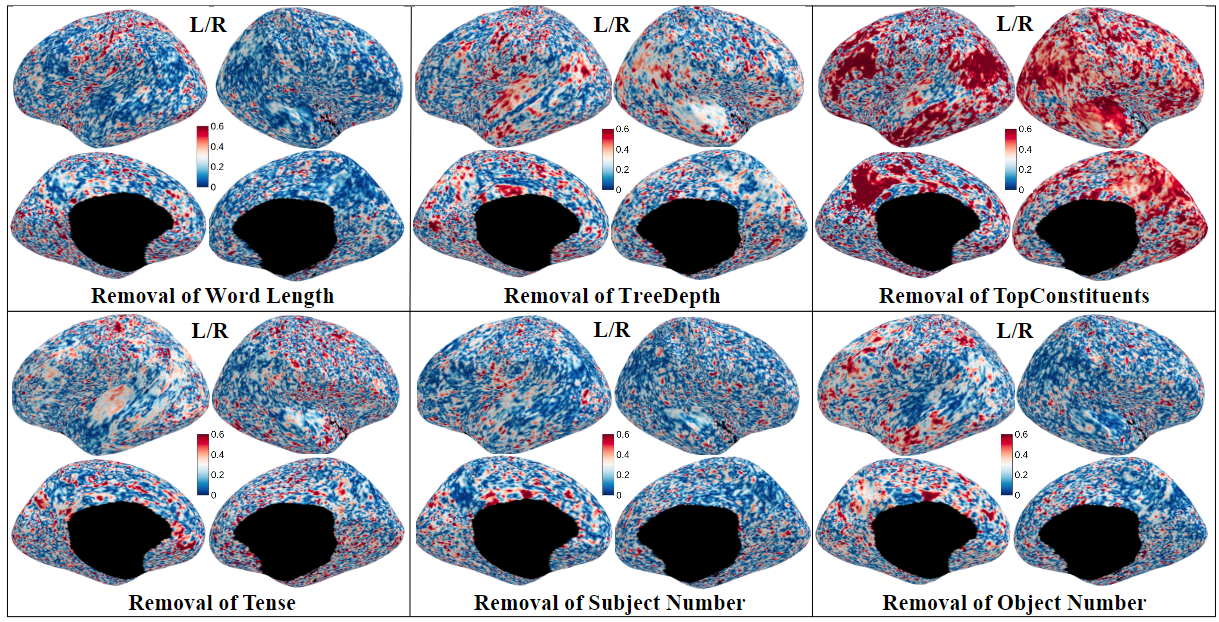 L/R
0.6
0.4
0.2
0
Removal of Word Length
L/R
0.6
0.4
0.2
0
Removal of TreeDepth
L/R
0.6
0.4
0.2
0
Removal of TopConstituents
L/R
0.6
0.4
0.2
0
Removal of Tense
L/R
0.6
0.4
0.2
0
Removal of Subject Number
L/R
0.6
0.4
0.2
0
Removal of Object Number